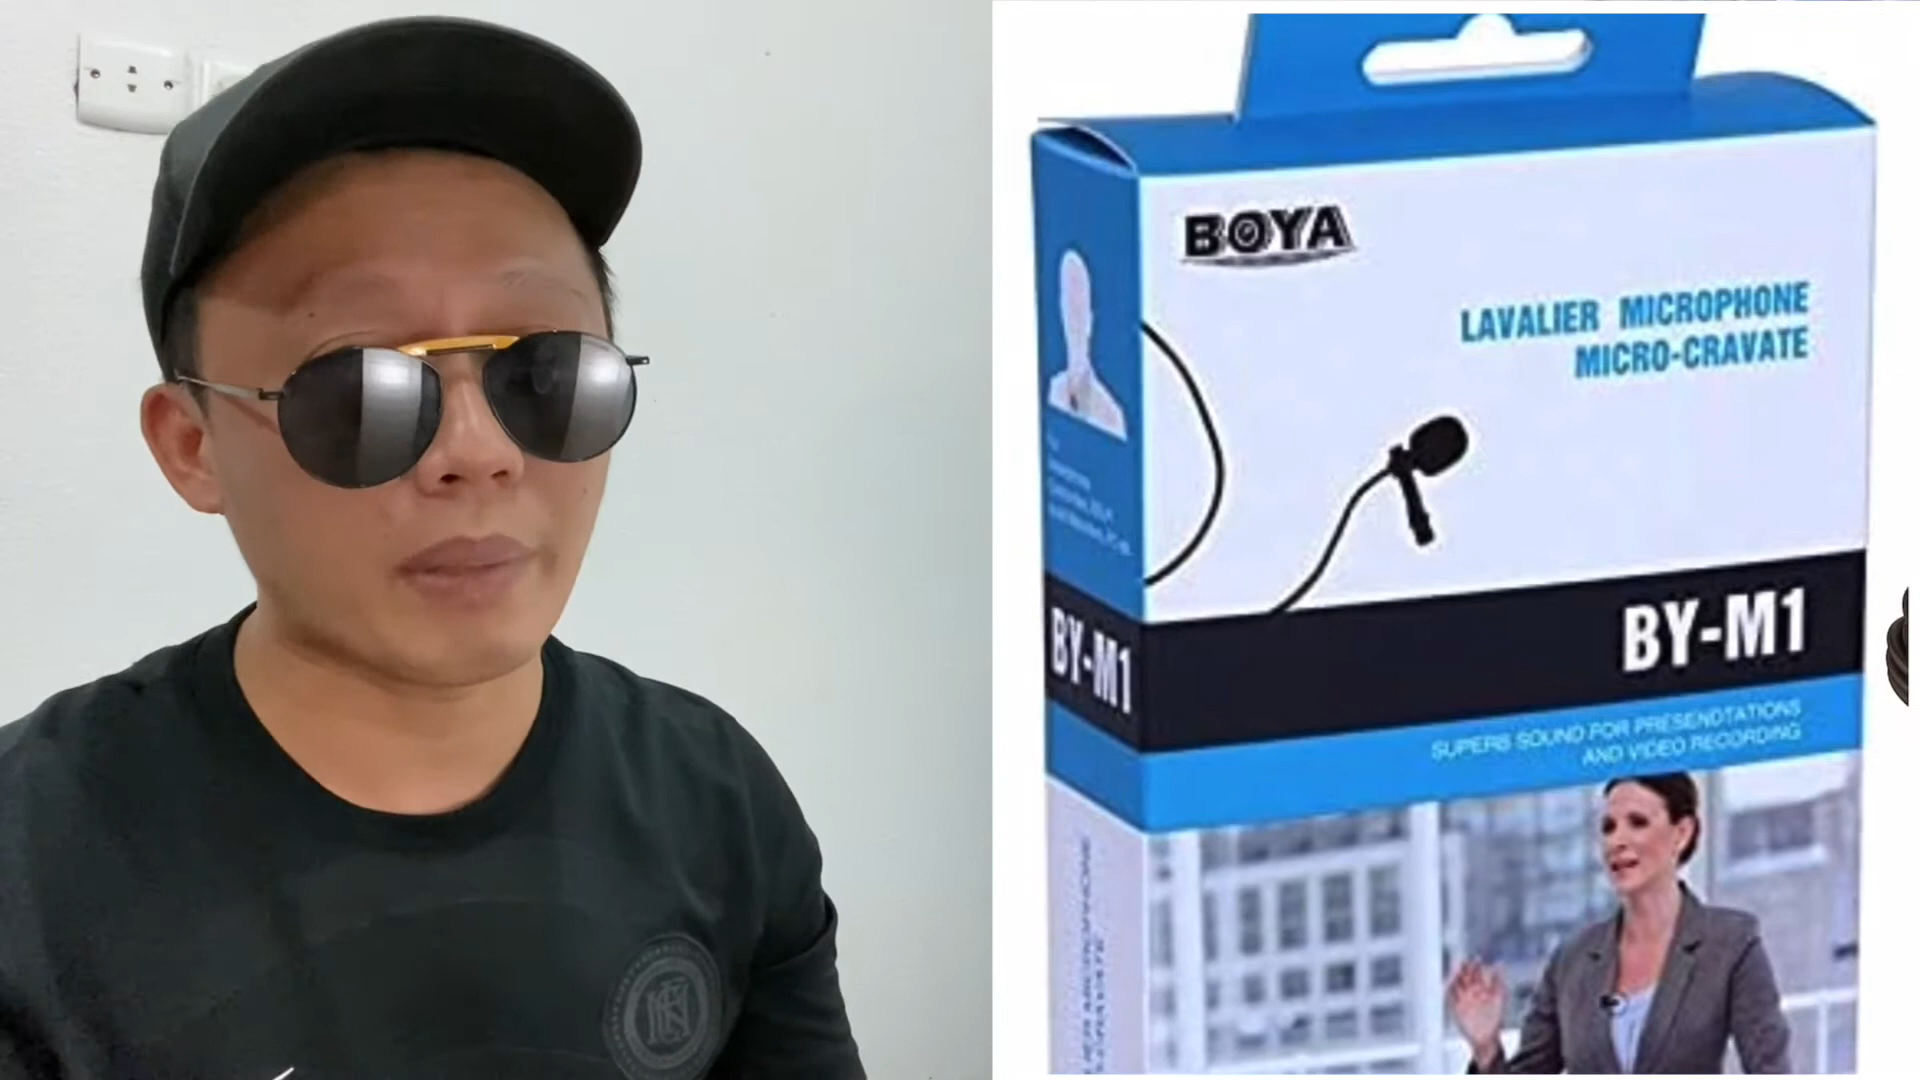 BOYA
LAVALIER MICROPHONE
MICRO-CRAVATE
BY-M1
BY-M1
SUPERB SOUND FOR PRESENDTATIONS
AND VIDEO RECORDING